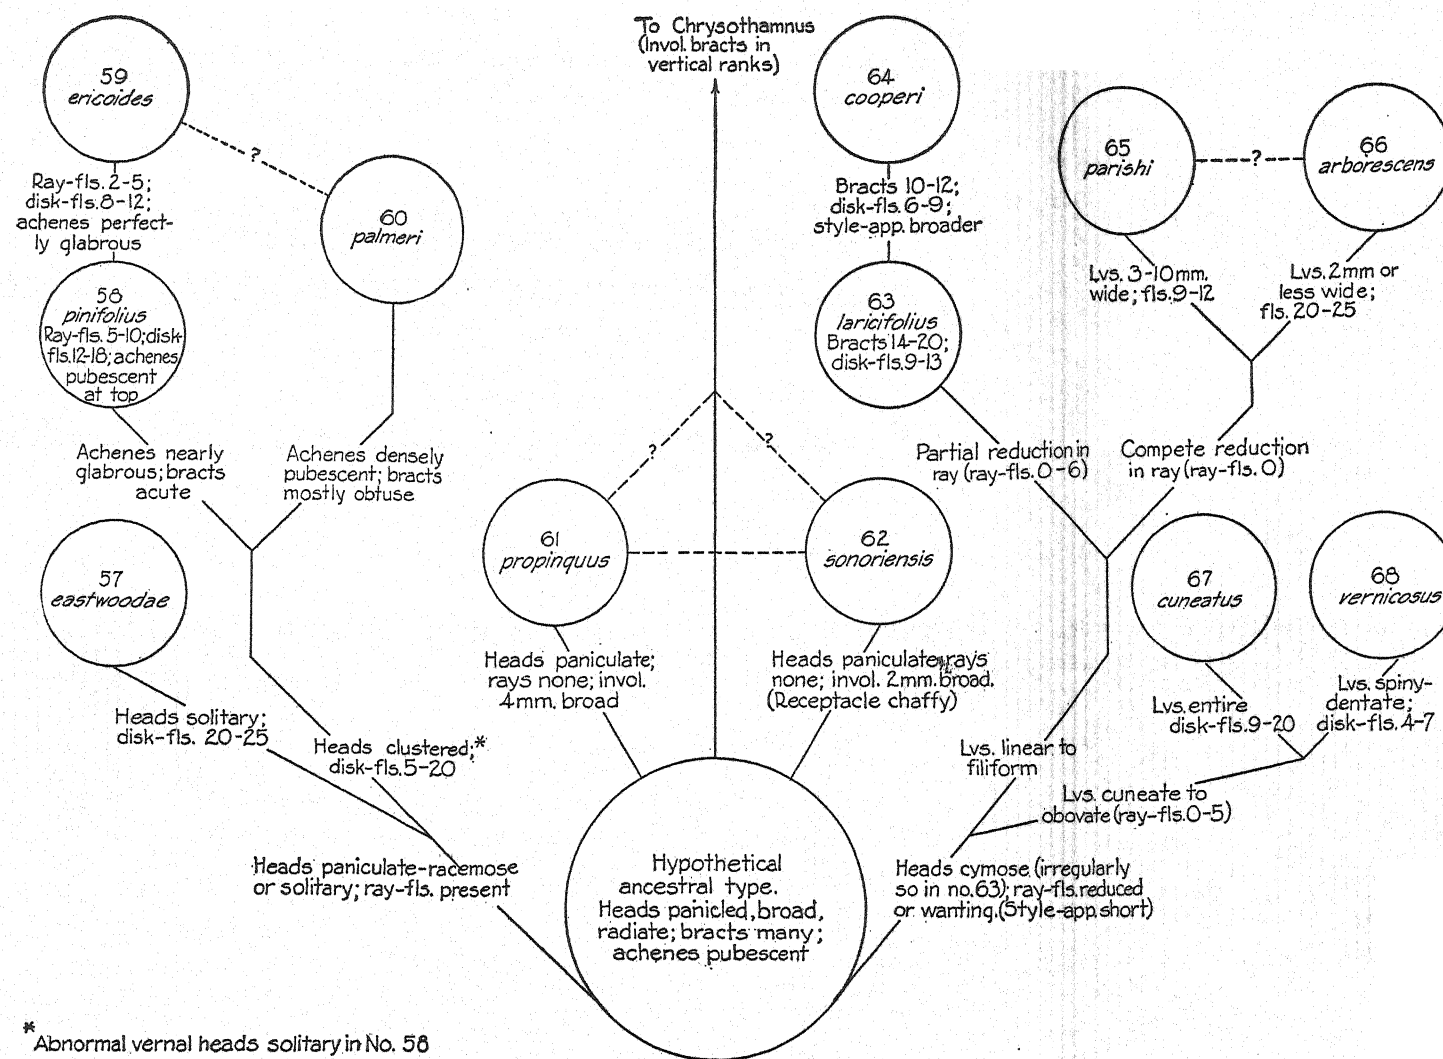 To Chrysothamnus
(Invol. bracts in
vertical ranks)
59
ericoides
?
Ray-fls. 2-5;
disk-fls. 8-12;
achenes perfect-
ly glabrous
60
palmeri
58
pinifolius
Ray-fls. 5-10; disk-
fls. 12-18; achenes
pubescent
at top
Achenes nearly
glabrous; bracts
acute
Achenes densely
pubescent; bracts
mostly obtuse
57
eastwoodae
Heads solitary;
disk-fls. 20-25
Heads clustered;*
disk-fls. 5-20
Heads paniculate-racemose
or solitary; ray-fls. present
?
?
61
propinquus
62
sonoriensis
Heads paniculate;
rays none; invol.
4mm. broad
Heads paniculate; rays
none; invol. 2mm. broad.
(Receptacle chaffy)
Hypothetical
ancestral type.
Heads panicled, broad,
radiate; bracts many;
achenes pubescent
64
cooperi
Bracts 10-12;
disk-fls. 6-9;
style-app. broader
63
laricifolius
Bracts 14-20;
disk-fls. 9-13
65
parishi
?
66
arborescens
Lvs. 3-10mm.
wide; fls. 9-12
Lvs. 2mm or
less wide;
fls. 20-25
Partial reduction in
ray (ray-fls. 0-6)
Compete reduction
in ray (ray-fls. 0)
67
cuneatus
68
vernicosus
Lvs. entire
disk-fls. 9-20
Lvs. spiny-
dentate;
disk-fls. 4-7
Lvs. linear to
filiform
Lvs. cuneate to
obovate (ray-fls. 0-5)
Heads cymose (irregularly
so in no. 63); ray-fls. reduced
or wanting. (Style-app. short)
*Abnormal vernal heads solitary in No. 58